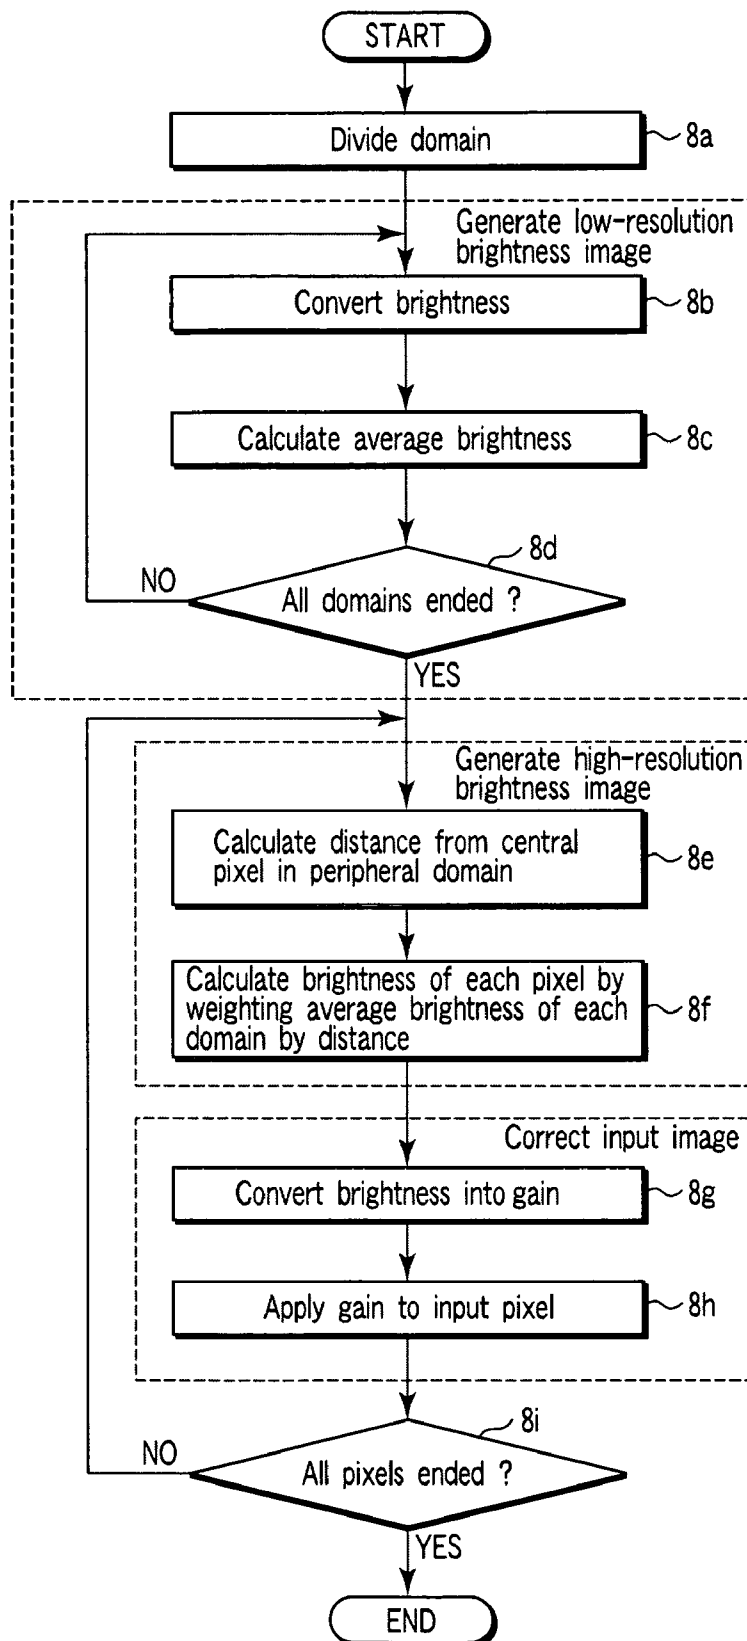 START
Divide domain
8a
Generate low-resolution
brightness image
Convert brightness
8b
Calculate average brightness
8c
8d
All domains ended ?
NO
YES
Generate high-resolution
brightness image
Calculate distance from central
pixel in peripheral domain
8e
Calculate brightness of each pixel by
weighting average brightness of each
domain by distance
8f
Correct input image
Convert brightness into gain
8g
Apply gain to input pixel
8h
8i
All pixels ended ?
NO
YES
END